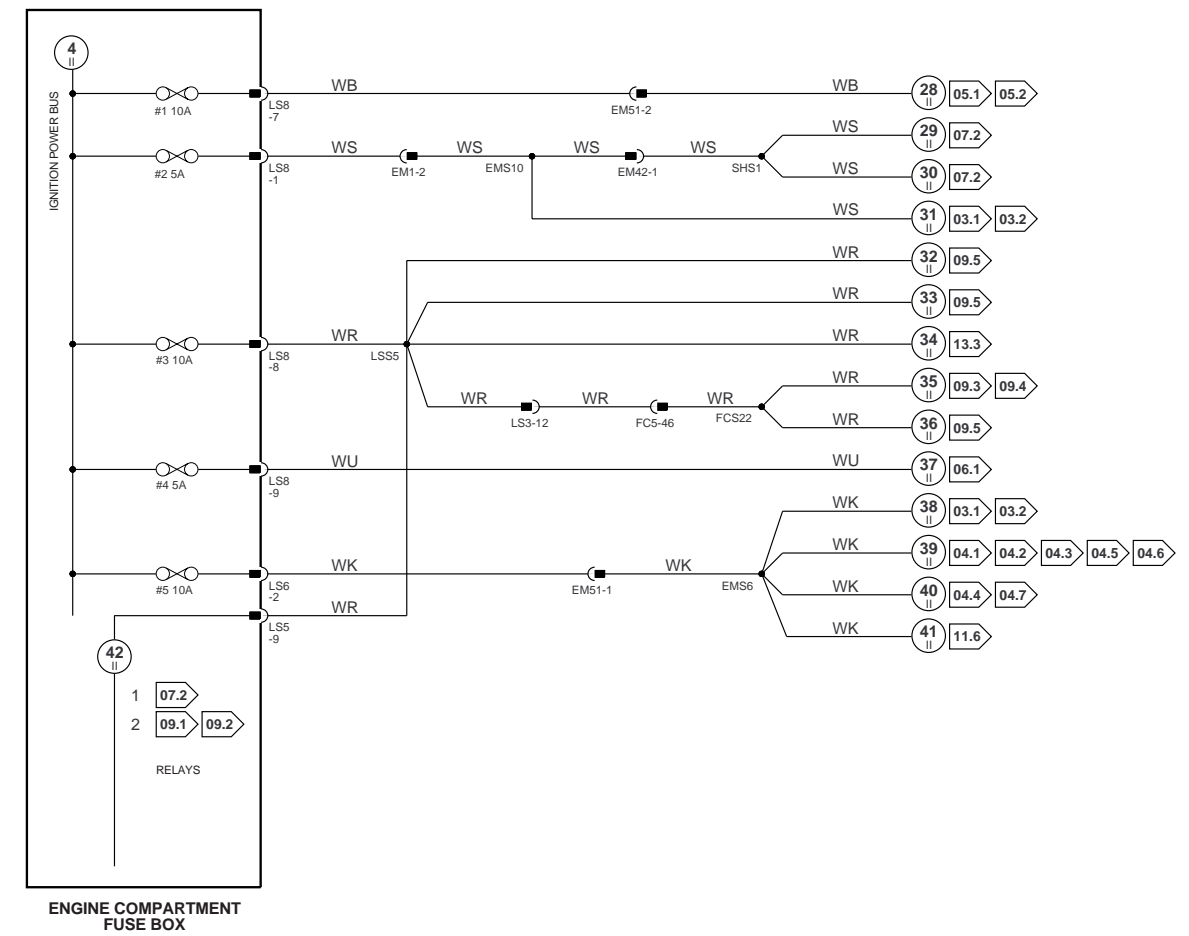 4
II
IGNITION POWER BUS
#1 10A
LS8
-7
WB
EM51-2
WB
28
II
05.1
05.2
WS
29
II
07.2
#2 5A
LS8
-1
WS
EM1-2
WS
EMS10
WS
EM42-1
WS
SHS1
WS
30
II
07.2
WS
31
II
03.1
03.2
WR
32
II
09.5
WR
33
II
09.5
#3 10A
LS8
-8
WR
LSS5
WR
34
II
13.3
WR
35
II
09.3
09.4
WR
LS3-12
WR
FC5-46
WR
FCS22
WR
36
II
09.5
#4 5A
LS8
-9
WU
WU
37
II
06.1
WK
38
II
03.1
03.2
WK
39
II
04.1
04.2
04.3
04.5
04.6
#5 10A
LS6
-2
WK
EM51-1
WK
EMS6
WK
40
II
04.4
04.7
LS5
-9
WR
WK
41
II
11.6
42
II
1 07.2
2 09.1 09.2
RELAYS
ENGINE COMPARTMENT
FUSE BOX